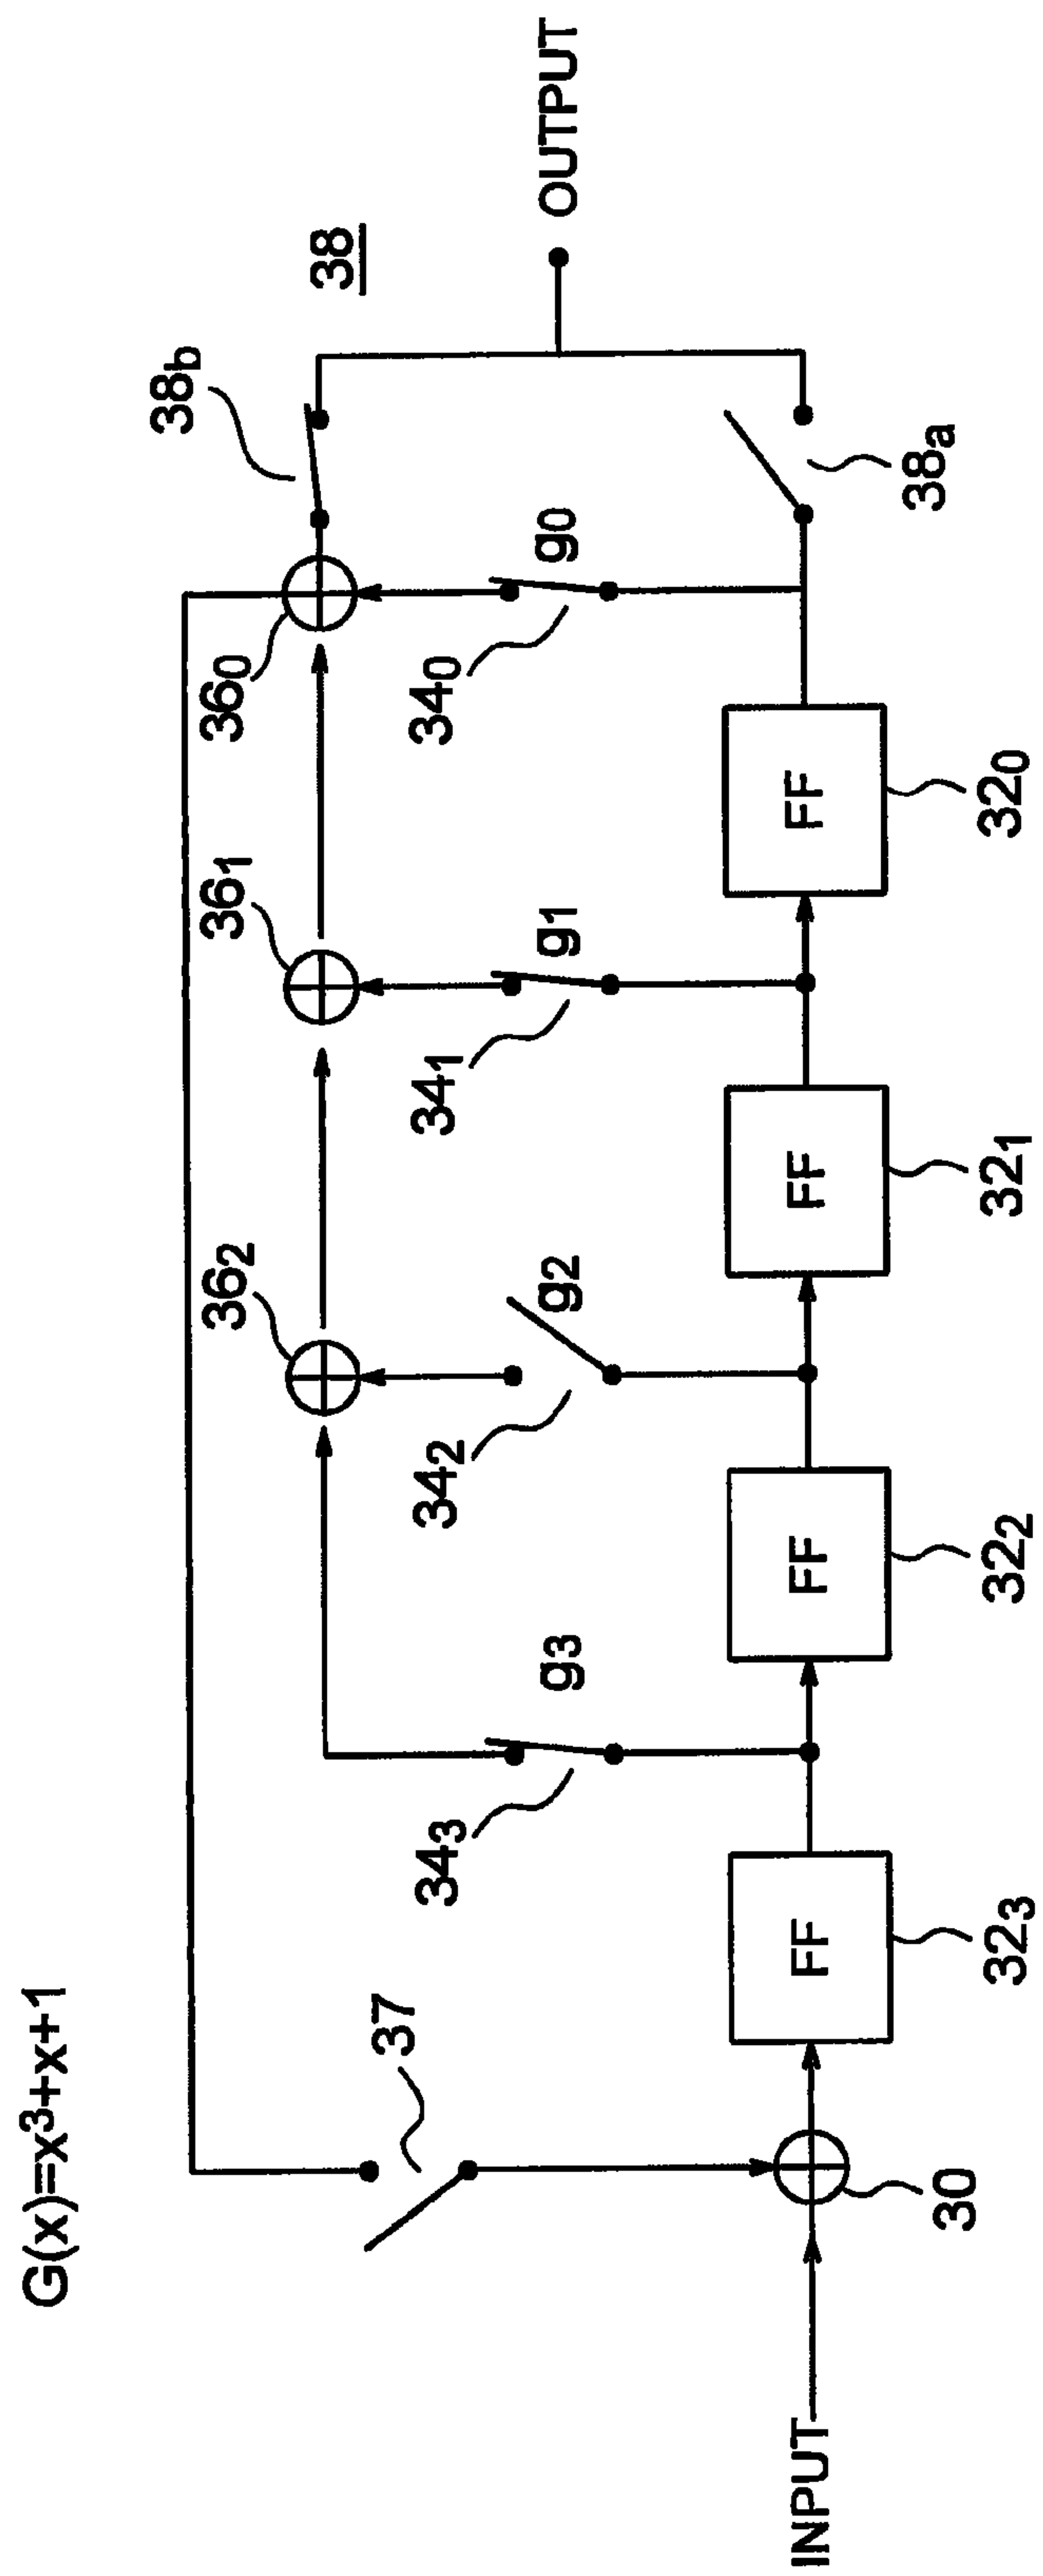 G(x)=x³+x+1
38
38b
36₀
36₁
36₂
37
g₀
g₁
g₂
g₃
34₀
34₁
34₂
34₃
OUTPUT
38a
FF
FF
FF
FF
32₀
32₁
32₂
32₃
30
INPUT